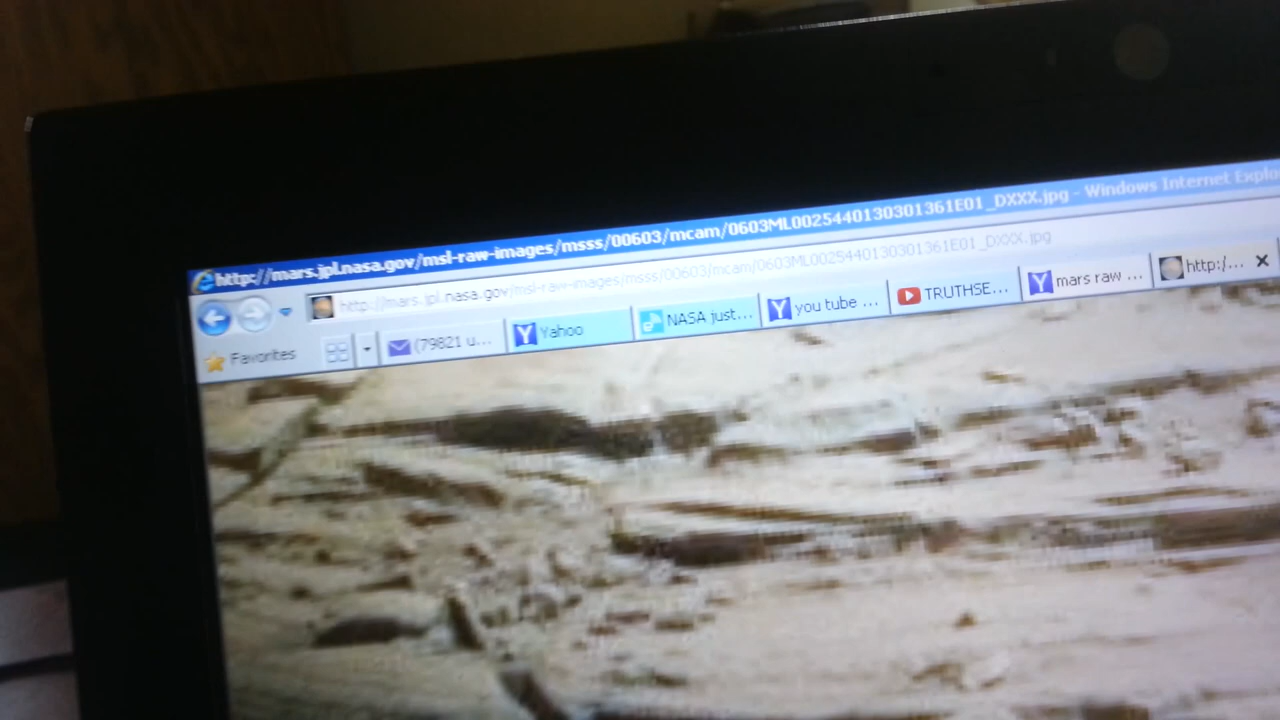 http://mars.jpl.nasa.gov/msl-raw-images/msss/00603/mcam/0603ML0025440130301361E01_DXXX.jpg - Windows Internet Explo
http://mars.jpl.nasa.gov/msl-raw-images/msss/00603/mcam/0603ML0025440130301361E01_DXXX.jpg
Favorites (79821 u... Yahoo NASA just... you tube ... TRUTHSE... mars raw ... http:/...